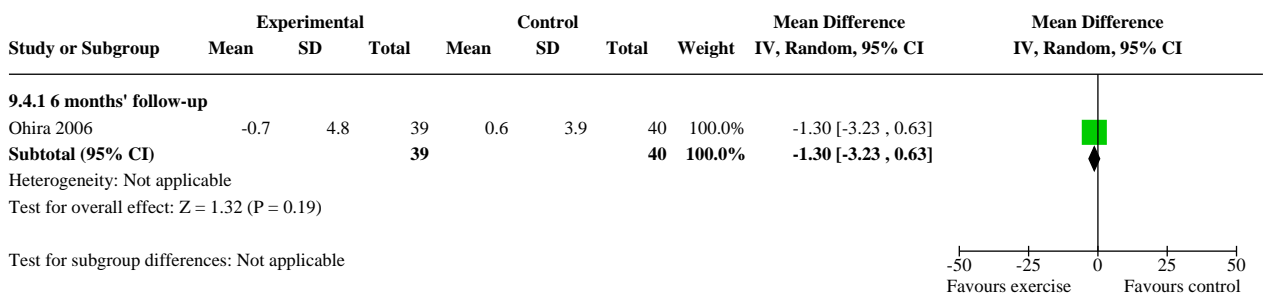 Experimental Control Mean Difference Mean Difference
Study or Subgroup Mean SD Total Mean SD Total Weight IV, Random, 95% CI IV, Random, 95% CI
9.4.1 6 months' follow-up
Ohira 2006 -0.7 4.8 39 0.6 3.9 40 100.0% -1.30 [-3.23 , 0.63]
Subtotal (95% CI) 39 40 100.0% -1.30 [-3.23 , 0.63]
Heterogeneity: Not applicable
Test for overall effect: Z = 1.32 (P = 0.19)
Test for subgroup differences: Not applicable
-50 -25 0 25 50
Favours exercise Favours control